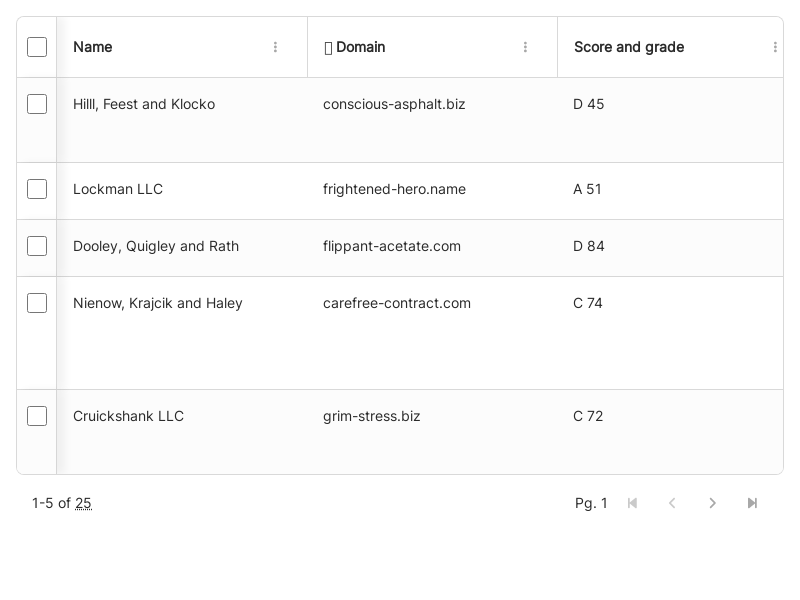 Name Domain Score and grade
Hilll, Feest and Klocko conscious-asphalt.biz D 45
Lockman LLC frightened-hero.name A 51
Dooley, Quigley and Rath flippant-acetate.com D 84
Nienow, Krajcik and Haley carefree-contract.com C 74
Cruickshank LLC grim-stress.biz C 72
1-5 of 25 Pg. 1